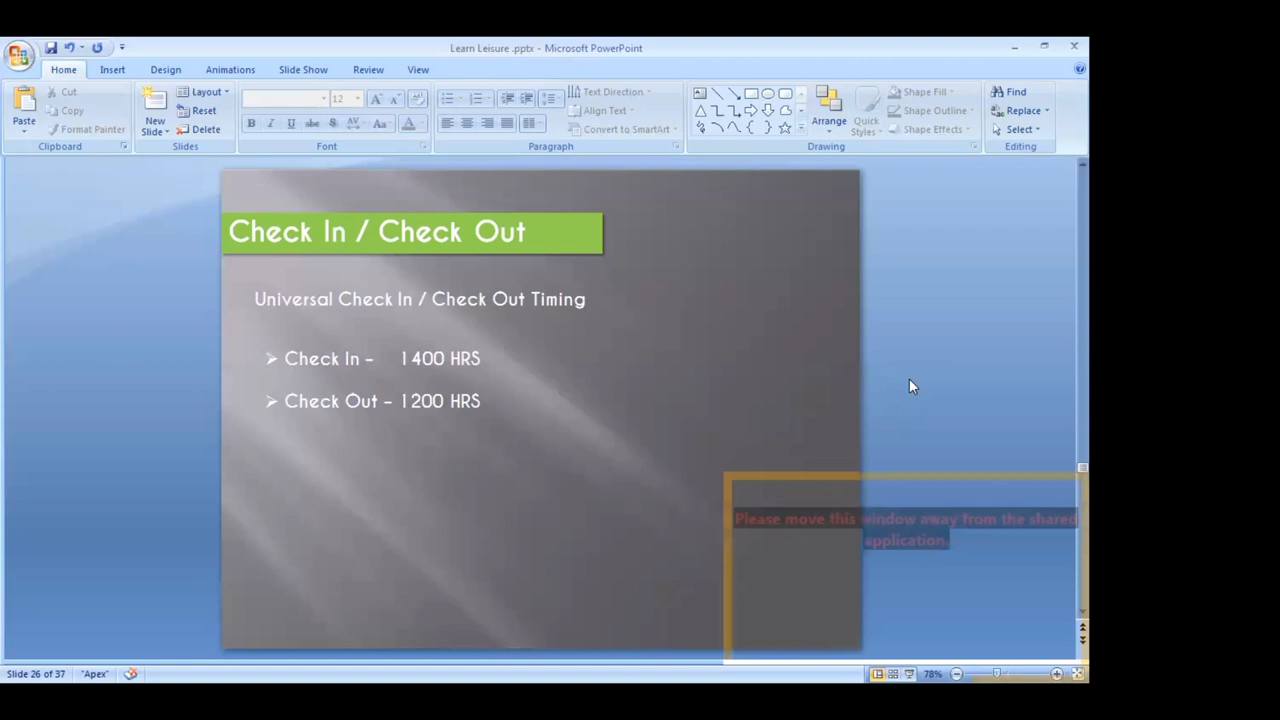 Learn Leisure .pptx - Microsoft PowerPoint
Home Insert Design Animations Slide Show Review View
Paste
Cut
Copy
Format Painter
Clipboard
New Slide
Layout
Reset
Delete
Slides
12
B I U abc S AV Aa A
Font
Text Direction
Align Text
Convert to SmartArt
Paragraph
Arrange
Quick Styles
Shape Fill
Shape Outline
Shape Effects
Drawing
Find
Replace
Select
Editing
Check In / Check Out
Universal Check In / Check Out Timing
➢ Check In - 1400 HRS
➢ Check Out - 1200 HRS
Please move this window away from the shared
application.
Slide 26 of 37 "Apex" 78%